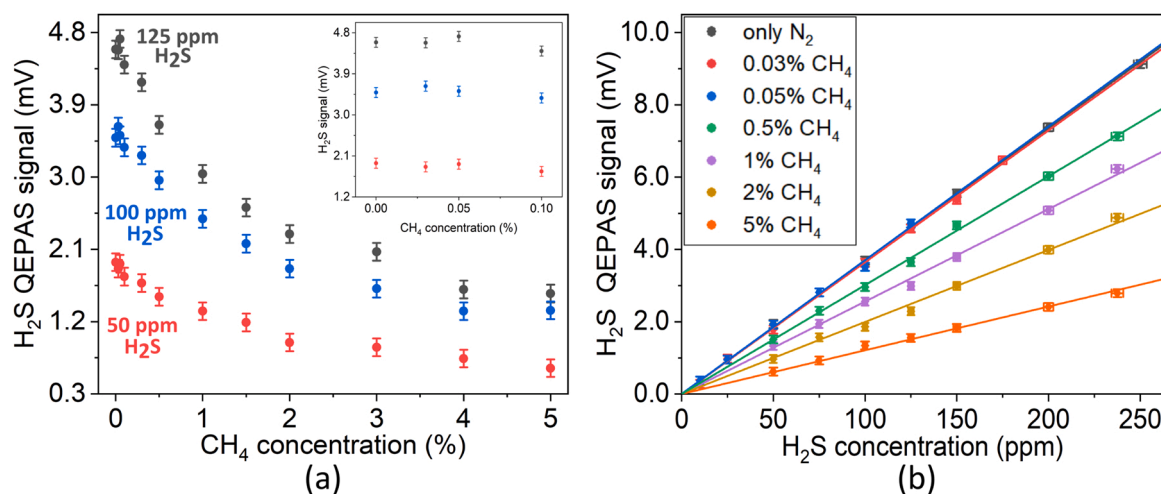 4.8
3.9
3.0
2.1
1.2
0.3
H₂S QEPAS signal (mV)
125 ppm
H₂S
100 ppm
H₂S
50 ppm
H₂S
0 1 2 3 4 5
CH₄ concentration (%)
4.8
3.9
3.0
2.1
1.2
H₂S signal (mV)
0.00 0.05 0.10
CH₄ concentration (%)
(a)
10.0
8.0
6.0
4.0
2.0
0.0
H₂S QEPAS signal (mV)
only N₂
0.03% CH₄
0.05% CH₄
0.5% CH₄
1% CH₄
2% CH₄
5% CH₄
0 50 100 150 200 250
H₂S concentration (ppm)
(b)